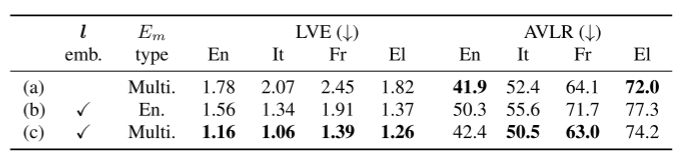 l E_m LVE (↓) AVLR (↓)
emb. type En It Fr El En It Fr El
(a) Multi. 1.78 2.07 2.45 1.82 41.9 52.4 64.1 72.0
(b) ✓ En. 1.56 1.34 1.91 1.37 50.3 55.6 71.7 77.3
(c) ✓ Multi. 1.16 1.06 1.39 1.26 42.4 50.5 63.0 74.2